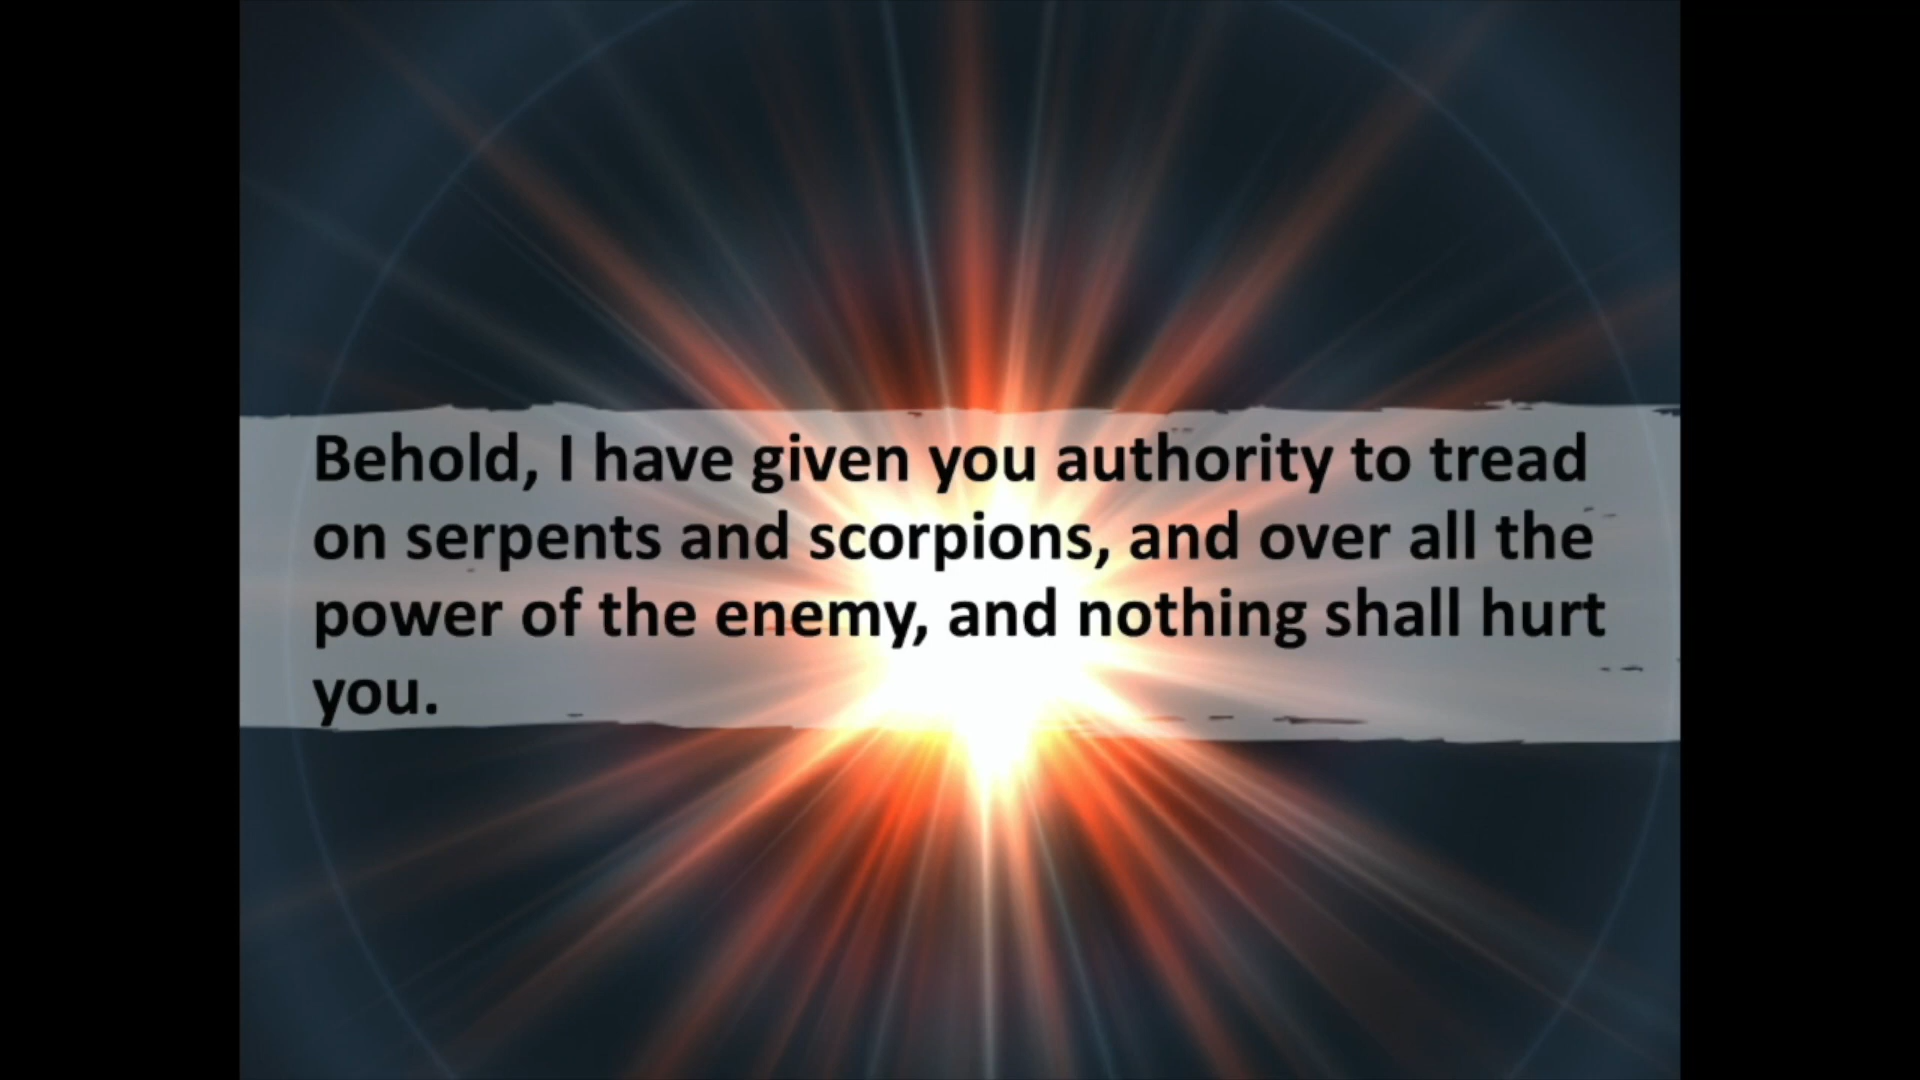 Behold, I have given you authority to tread
on serpents and scorpions, and over all the
power of the enemy, and nothing shall hurt
you.